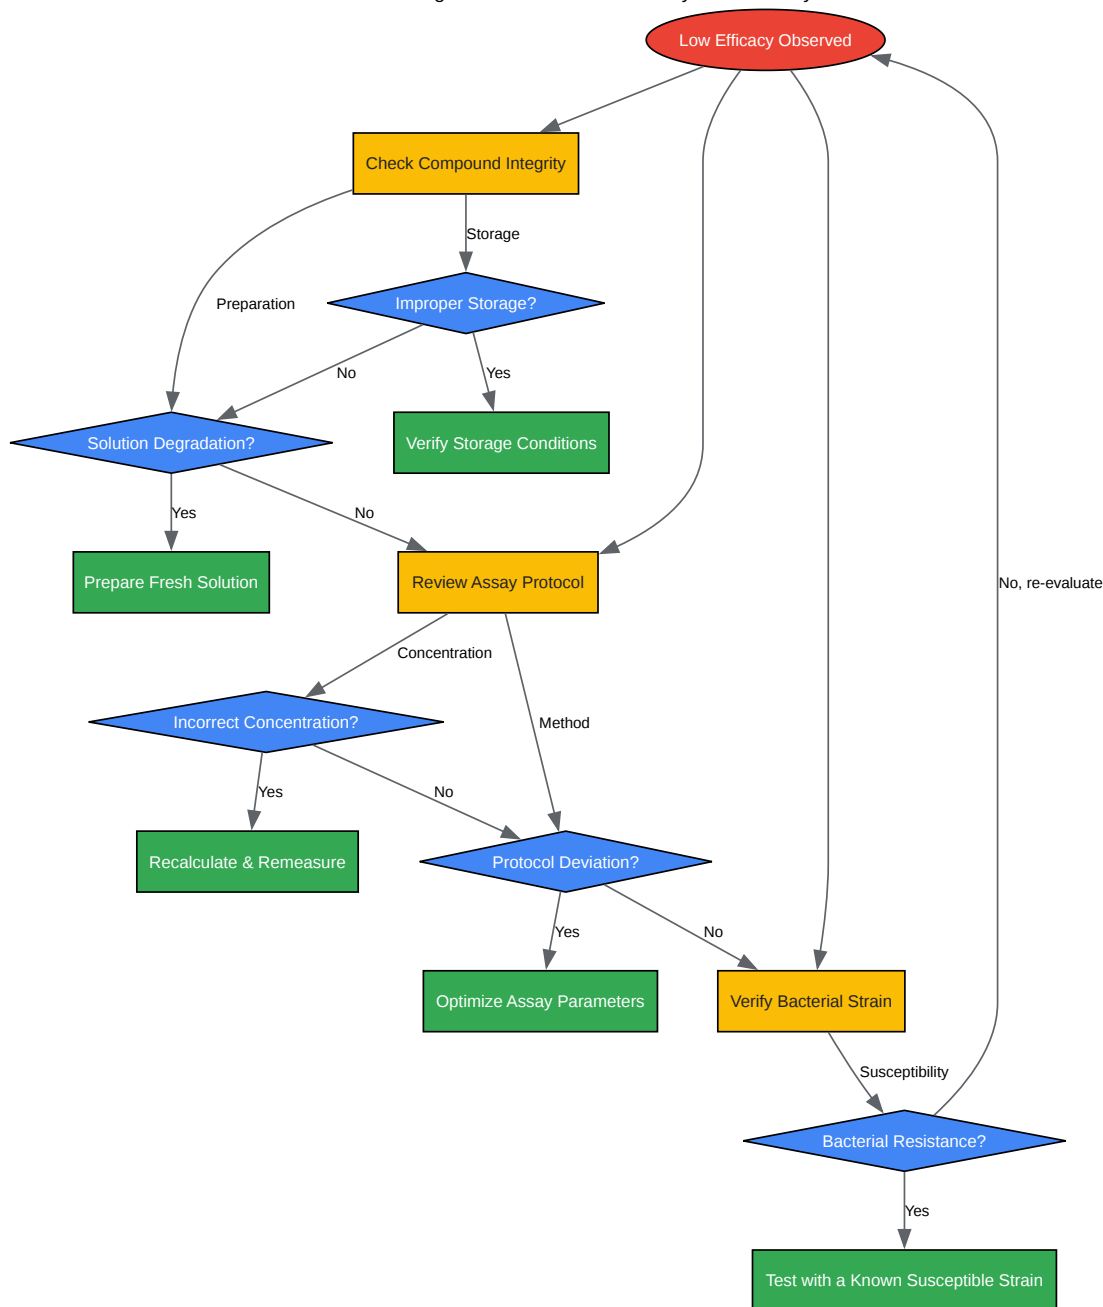 Low Efficacy Observed
Check Compound Integrity
Storage
Preparation
Improper Storage?
No
Yes
Solution Degradation?
Verify Storage Conditions
Yes
No
Prepare Fresh Solution
Review Assay Protocol
No, re-evaluate
Concentration
Incorrect Concentration?
Method
Yes
No
Recalculate & Remeasure
Protocol Deviation?
Yes
No
Optimize Assay Parameters
Verify Bacterial Strain
Susceptibility
Bacterial Resistance?
Yes
Test with a Known Susceptible Strain